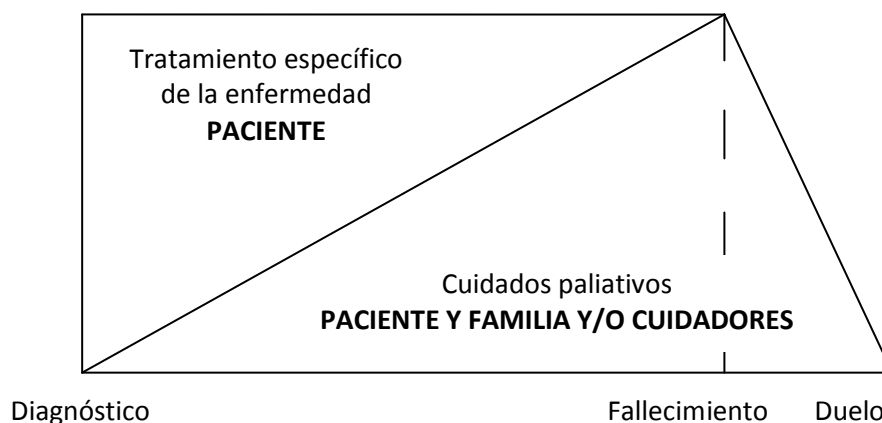 Tratamiento específico
de la enfermedad
PACIENTE
Cuidados paliativos
PACIENTE Y FAMILIA Y/O CUIDADORES
Diagnóstico
Fallecimiento
Duelo